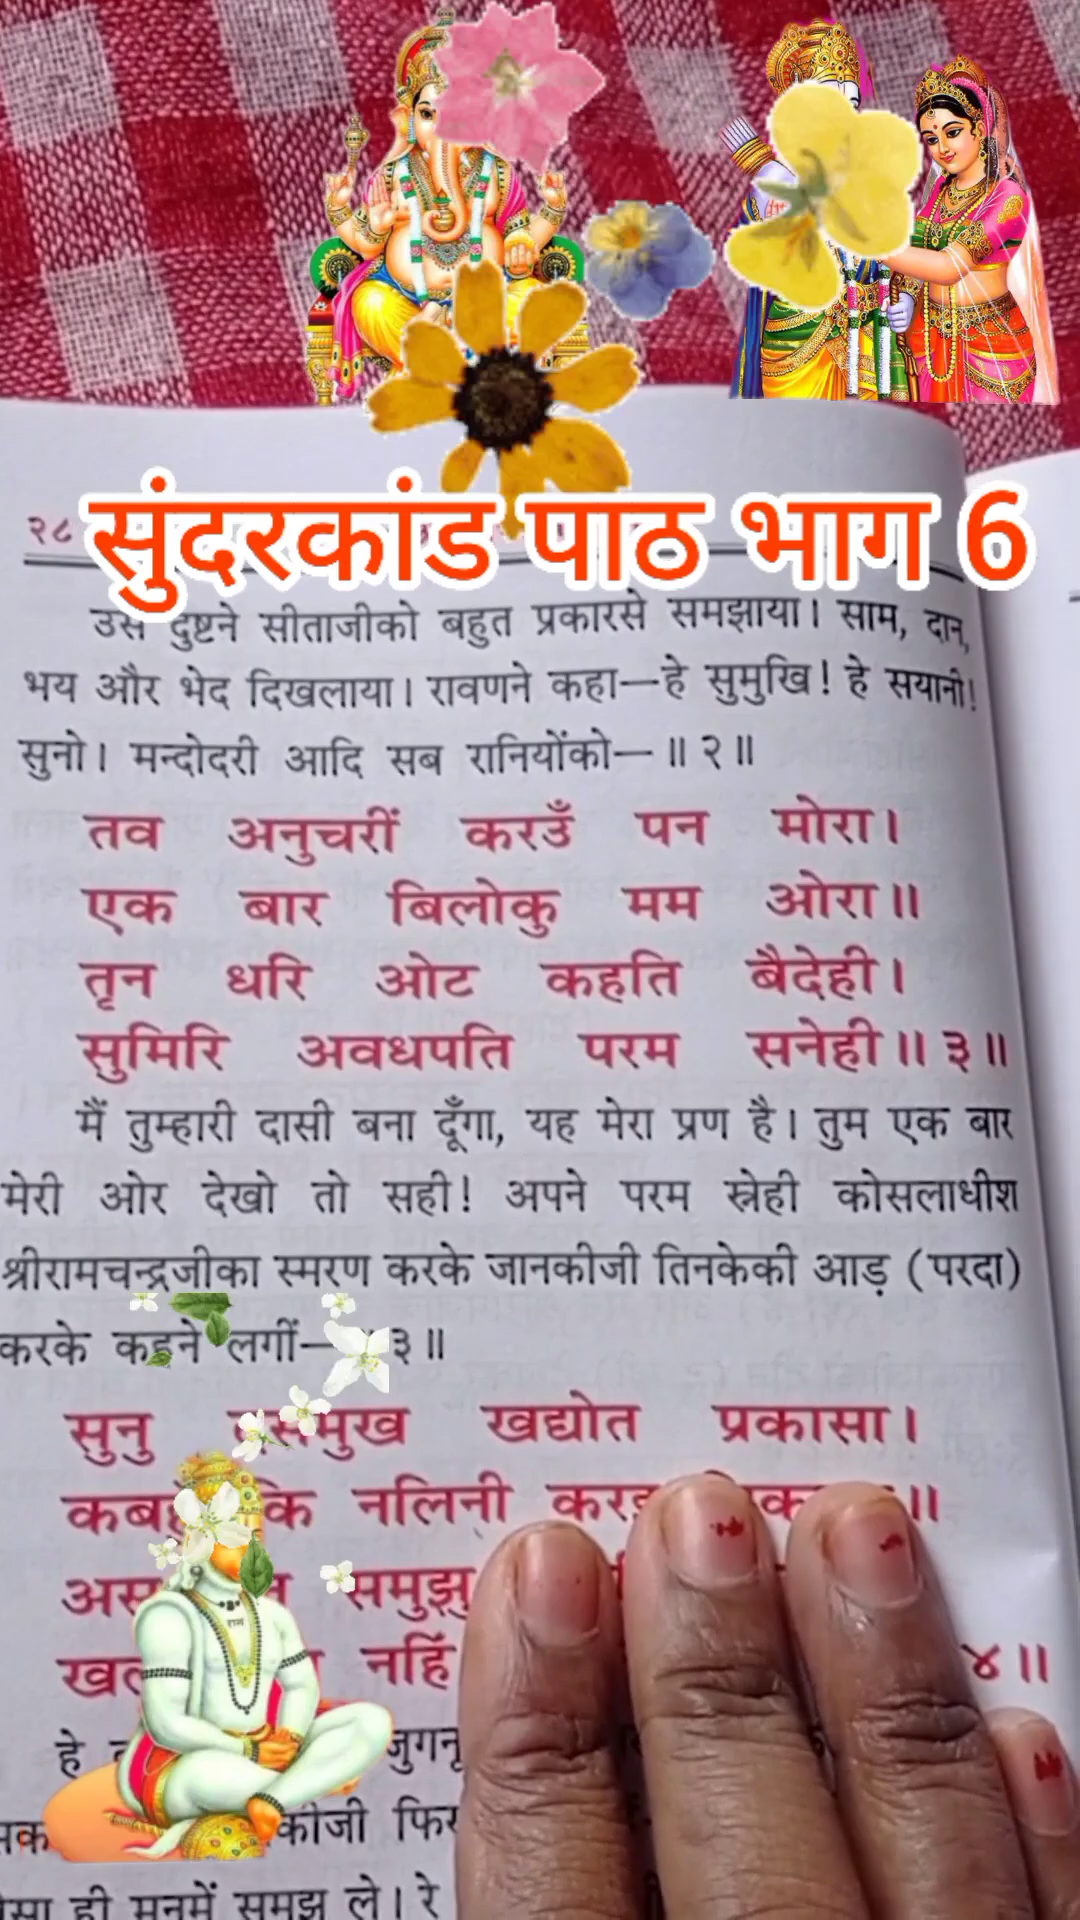 सुंदरकांड पाठ भाग 6
२८
उस दुष्टने सीताजीको बहुत प्रकारसे समझाया। साम, दान,
भय और भेद दिखलाया। रावणने कहा—हे सुमुखि! हे सयानी!
सुनो। मन्दोदरी आदि सब रानियोंको— ॥ २ ॥
तव अनुचरीं करउँ पन मोरा।
एक बार बिलोकु मम ओरा॥
तृन धरि ओट कहति बैदेही।
सुमिरि अवधपति परम सनेही॥ ३॥
मैं तुम्हारी दासी बना दूँगा, यह मेरा प्रण है। तुम एक बार
मेरी ओर देखो तो सही! अपने परम स्नेही कोसलाधीश
श्रीरामचन्द्रजीका स्मरण करके जानकीजी तिनकेकी आड़ (परदा)
करके कहने लगीं— ३॥
सुनु दसमुख खद्योत प्रकासा।
कि नलिनी ॥
समुझु
नहिं ४॥
हे
फिर
ही मनमें समझ ले। रे